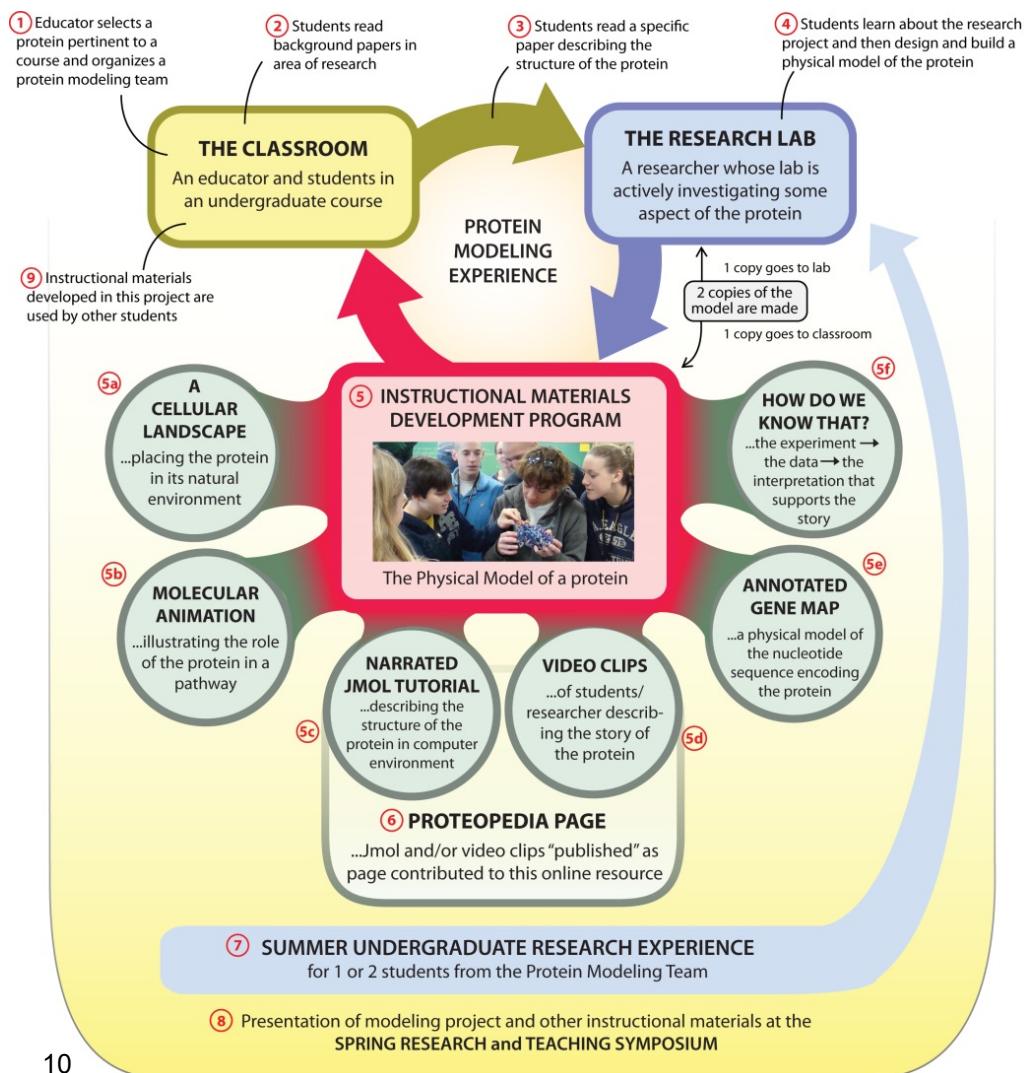 1 Educator selects a
protein pertinent to a
course and organizes a
protein modeling team
2 Students read
background papers in
area of research
3 Students read a specific
paper describing the
structure of the protein
4 Students learn about the research
project and then design and build a
physical model of the protein
THE CLASSROOM
An educator and students in
an undergraduate course
THE RESEARCH LAB
A researcher whose lab is
actively investigating some
aspect of the protein
PROTEIN
MODELING
EXPERIENCE
9 Instructional materials
developed in this project are
used by other students
1 copy goes to lab
2 copies of the
model are made
1 copy goes to classroom
5 INSTRUCTIONAL MATERIALS
DEVELOPMENT PROGRAM
The Physical Model of a protein
5a
A
CELLULAR
LANDSCAPE
...placing the protein
in its natural
environment
5b
MOLECULAR
ANIMATION
...illustrating the role
of the protein in a
pathway
5c
NARRATED
JMOL TUTORIAL
...describing the
structure of the
protein in computer
environment
5d
VIDEO CLIPS
...of students/
researcher describ-
ing the story of
the protein
5e
ANNOTATED
GENE MAP
...a physical model of
the nucleotide
sequence encoding
the protein
5f
HOW DO WE
KNOW THAT?
...the experiment →
the data → the
interpretation that
supports the
story
6 PROTEOPEDIA PAGE
...Jmol and/or video clips “published” as
page contributed to this online resource
7 SUMMER UNDERGRADUATE RESEARCH EXPERIENCE
for 1 or 2 students from the Protein Modeling Team
8 Presentation of modeling project and other instructional materials at the
SPRING RESEARCH and TEACHING SYMPOSIUM
10